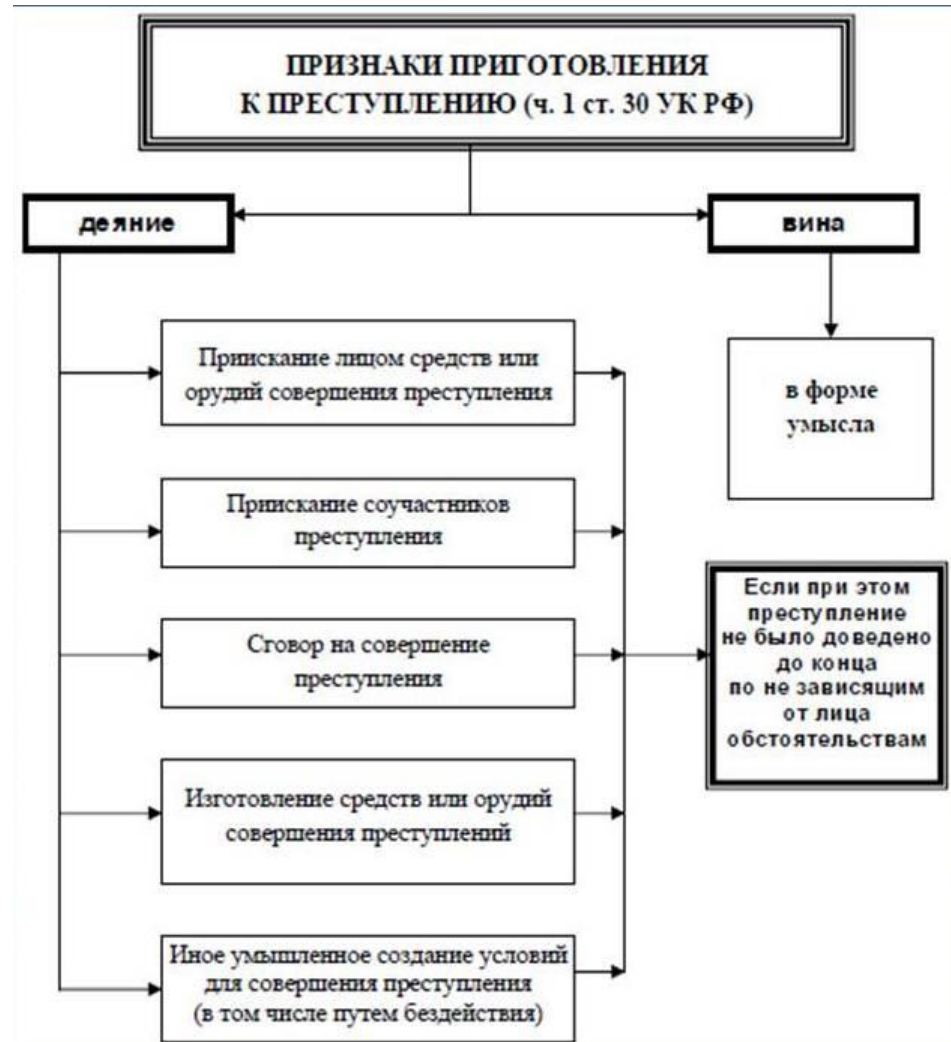 ПРИЗНАКИ ПРИГОТОВЛЕНИЯ
К ПРЕСТУПЛЕНИЮ (ч. 1 ст. 30 УК РФ)
деяние
вина
Приискание лицом средств или
орудий совершения преступления
в форме
умысла
Приискание соучастников
преступления
Сговор на совершение
преступления
Если при этом
преступление
не было доведено
до конца
по не зависящим
от лица
обстоятельствам
Изготовление средств или орудий
совершения преступлений
Иное умышленное создание условий
для совершения преступления
(в том числе путем бездействия)